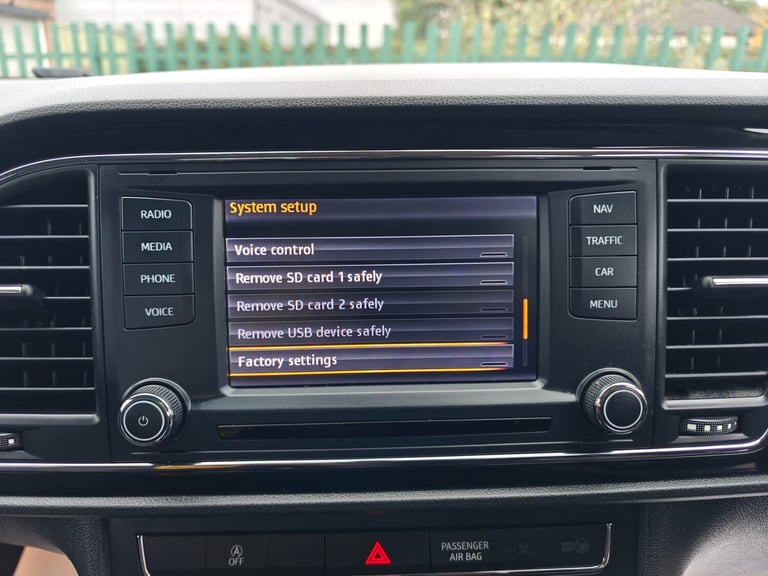 System setup
Voice control
Remove SD card 1 safely
Remove SD card 2 safely
Remove USB device safely
Factory settings
RADIO
MEDIA
PHONE
VOICE
NAV
TRAFFIC
CAR
MENU
A
OFF
PASSENGER
AIR BAG